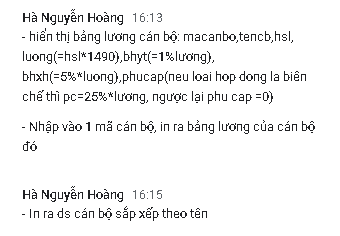 Hà Nguyễn Hoàng 16:13
- hiển thị bảng lương cán bộ: macanbo,tencb,hsl,
luong(=hsl*1490),bhyt(=1%lương),
bhxh(=5%*luong),phucap(neu loai hop dong la biên
chế thì pc=25%*lương, ngược lại phu cap =0)
- Nhập vào 1 mã cán bộ, in ra bảng lương của cán bộ
đó
Hà Nguyễn Hoàng 16:15
- In ra ds cán bộ sắp xếp theo tên